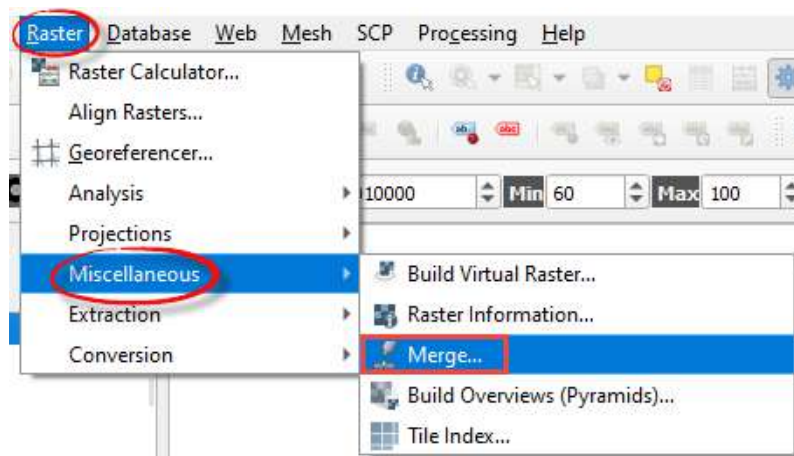 Raster Database Web Mesh SCP Processing Help
Raster Calculator...
Align Rasters...
Georeferencer...
Analysis
10000 Min 60 Max 100
Projections
Miscellaneous
Build Virtual Raster...
Extraction
Raster Information...
Conversion
Merge...
Build Overviews (Pyramids)...
Tile Index...